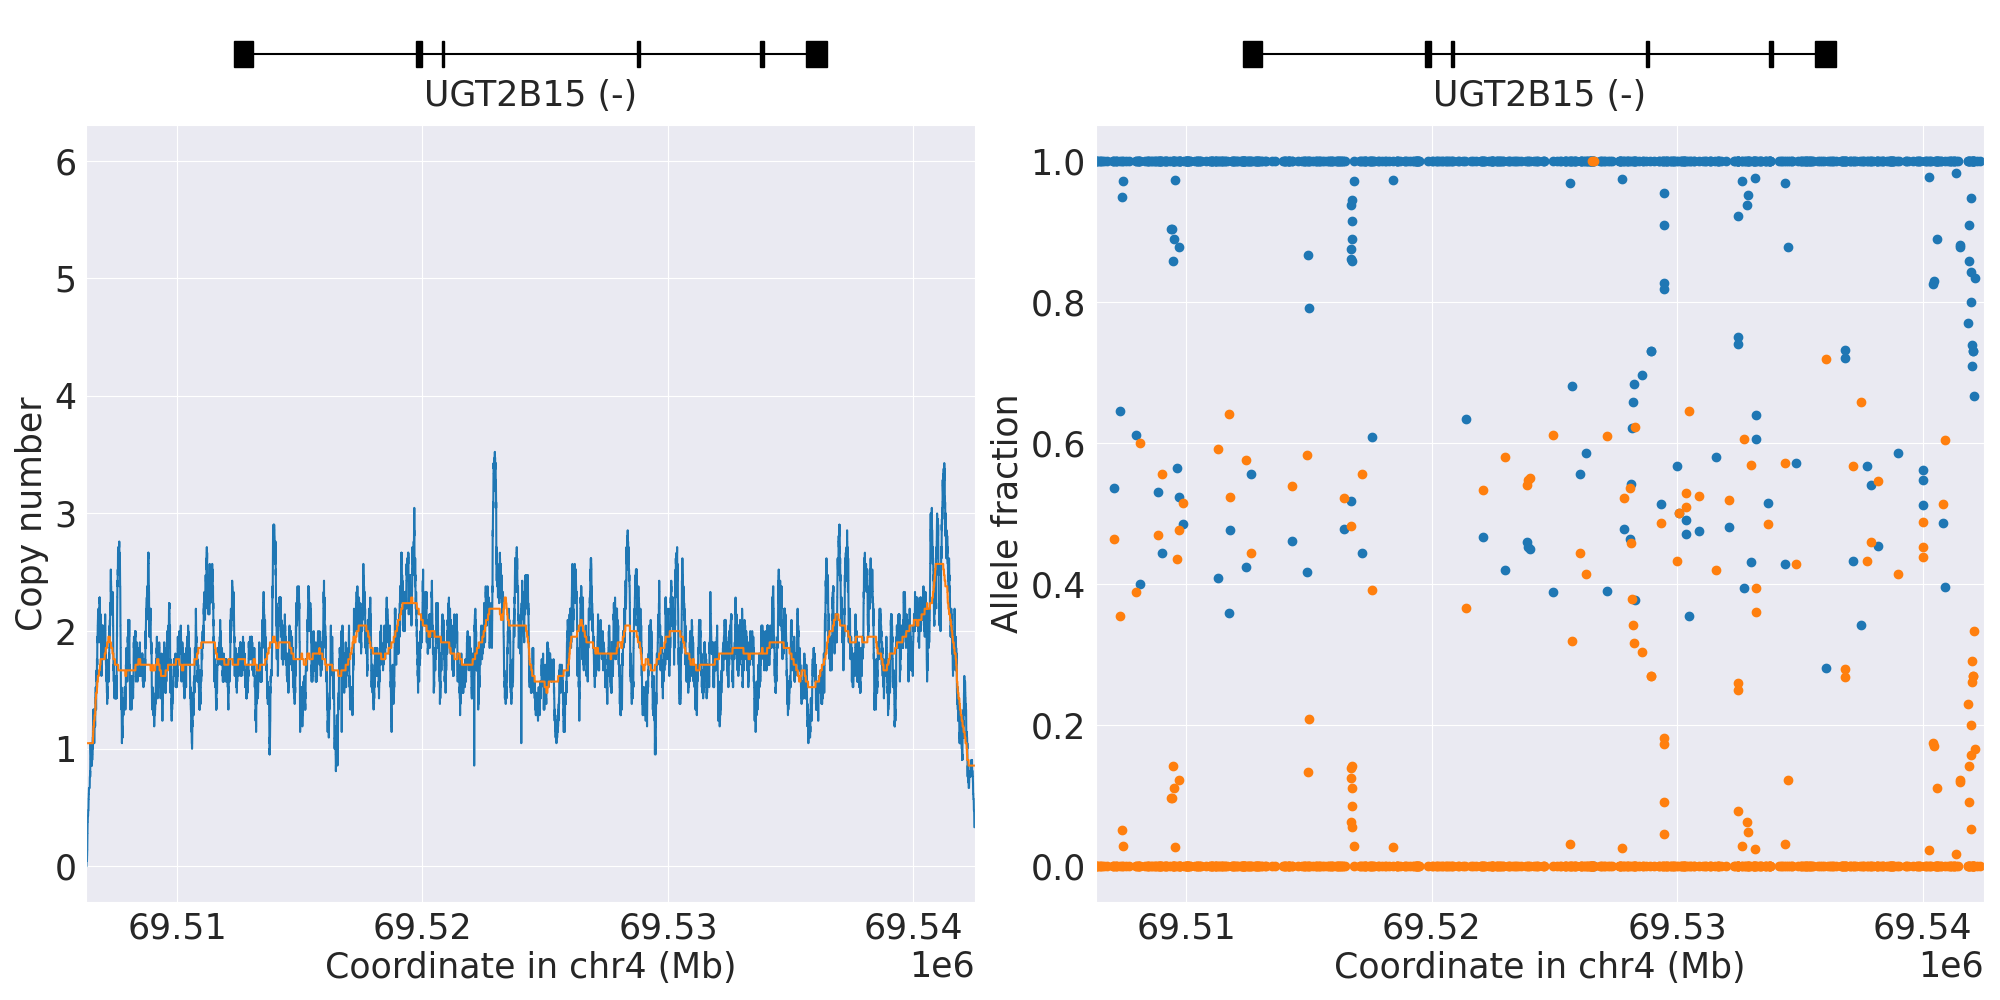 UGT2B15 (-)
Copy number
6
5
4
3
2
1
0
69.51 69.52 69.53 69.54
Coordinate in chr4 (Mb)
1e6
UGT2B15 (-)
Allele fraction
1.0
0.8
0.6
0.4
0.2
0.0
69.51 69.52 69.53 69.54
Coordinate in chr4 (Mb)
1e6